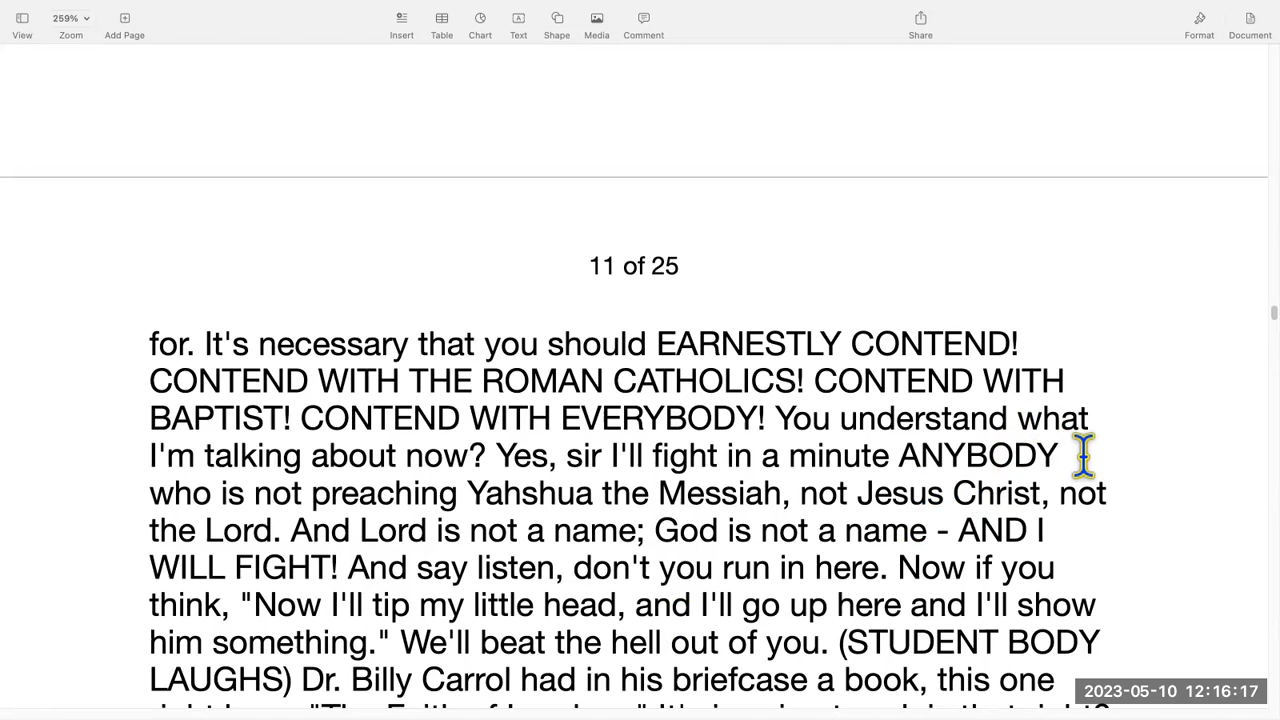 259%
View
Zoom
Add Page
Insert
Table
Chart
Text
Shape
Media
Comment
Share
Format
Document
11 of 25
for. It's necessary that you should EARNESTLY CONTEND!
CONTEND WITH THE ROMAN CATHOLICS! CONTEND WITH
BAPTIST! CONTEND WITH EVERYBODY! You understand what
I'm talking about now? Yes, sir I'll fight in a minute ANYBODY
who is not preaching Yahshua the Messiah, not Jesus Christ, not
the Lord. And Lord is not a name; God is not a name - AND I
WILL FIGHT! And say listen, don't you run in here. Now if you
think, "Now I'll tip my little head, and I'll go up here and I'll show
him something." We'll beat the hell out of you. (STUDENT BODY
LAUGHS) Dr. Billy Carrol had in his briefcase a book, this one
2023-05-10 12:16:17